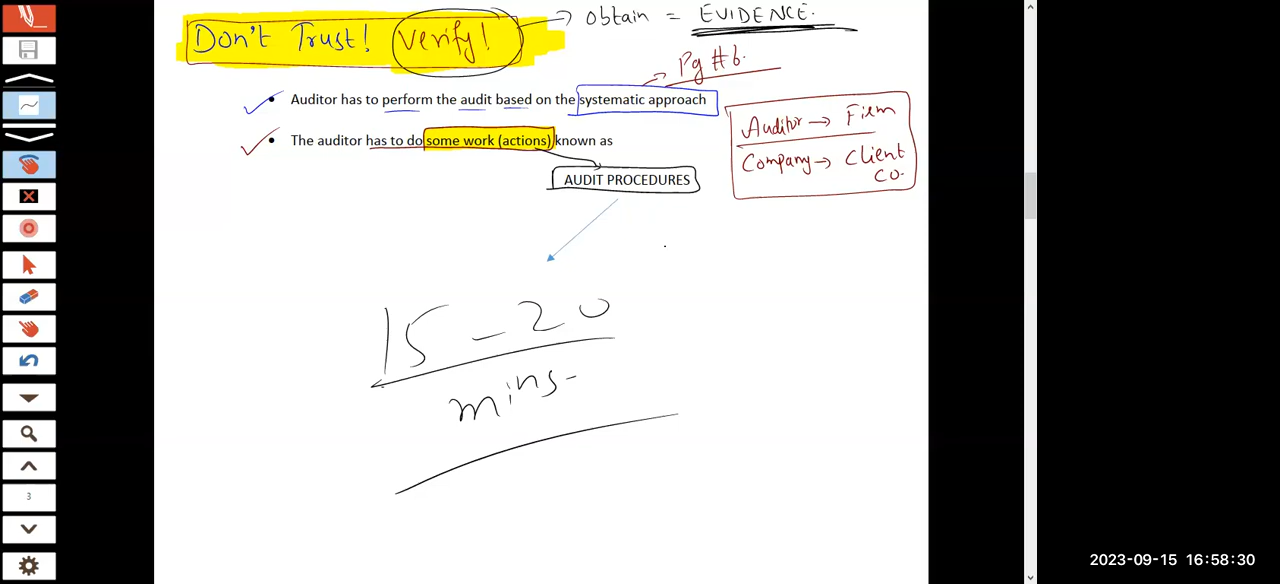 Don't Trust! Verify! → obtain = EVIDENCE.
Pg #6.
• Auditor has to perform the audit based on the systematic approach
Auditor → Firm
• The auditor has to do some work (actions) known as
Company → Client
Co.
AUDIT PROCEDURES
15 - 20
mins-
3
2023-09-15 16:58:30